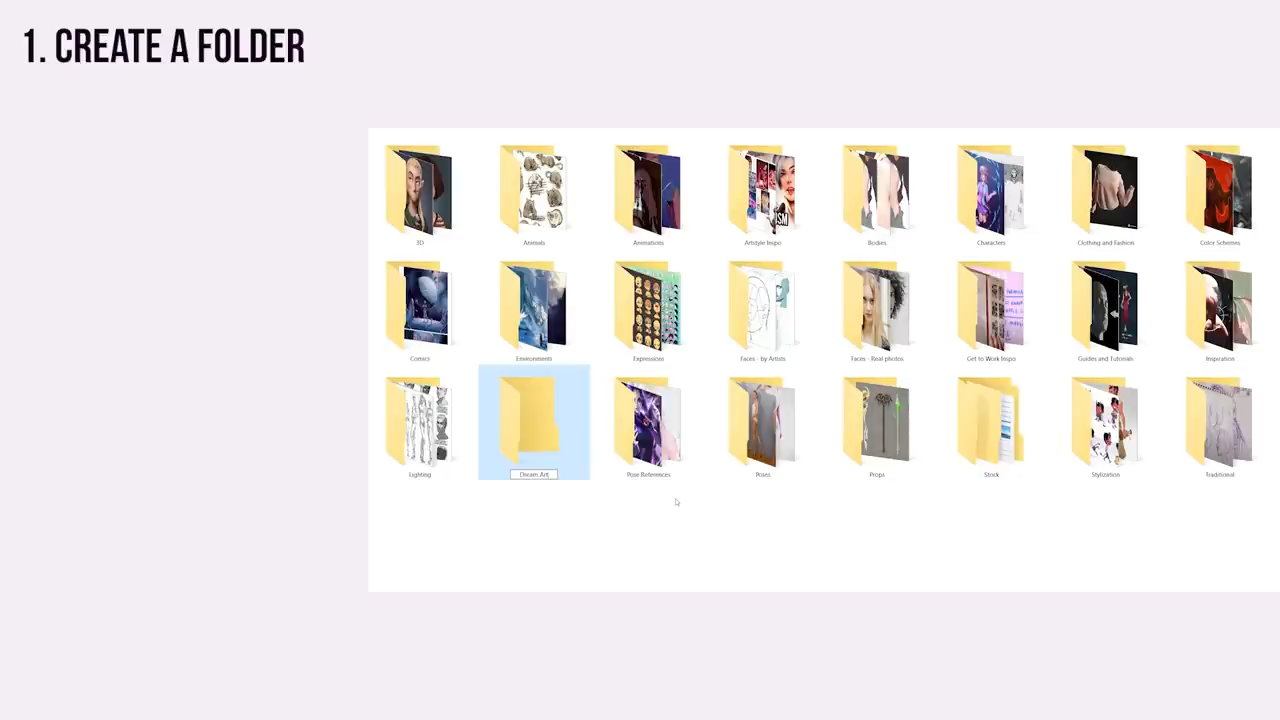 1. CREATE A FOLDER
3D
Animals
Animations
Artstyle Inspo
Bodies
Characters
Clothing and Fashion
Color Schemes
Comics
Environments
Expressions
Faces - by Artists
Faces - Real photos
Get to Work Inspo
Guides and Tutorials
Inspiration
Lighting
Dream Art
Pose References
Poses
Props
Stock
Stylization
Traditional